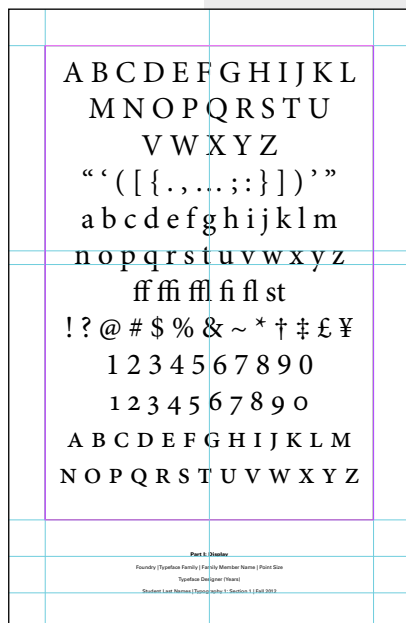 A B C D E F G H I J K L
M N O P Q R S T U
V W X Y Z
“ ‘ ( [ { . , … ; : } ] ) ’ ”
a b c d e f g h i j k l m
n o p q r s t u v w x y z
ff ffi ffl fi fl st
! ? @ # $ % & ~ * † ‡ £ ¥
1 2 3 4 5 6 7 8 9 0
1 2 3 4 5 6 7 8 9 0
A B C D E F G H I J K L M
N O P Q R S T U V W X Y Z
Part I: Display
Foundry | Typeface Family | Family Member Name | Point Size
Typeface Designer (Years)
Student Last Names | Typography 1: Section 1 | Fall 2012